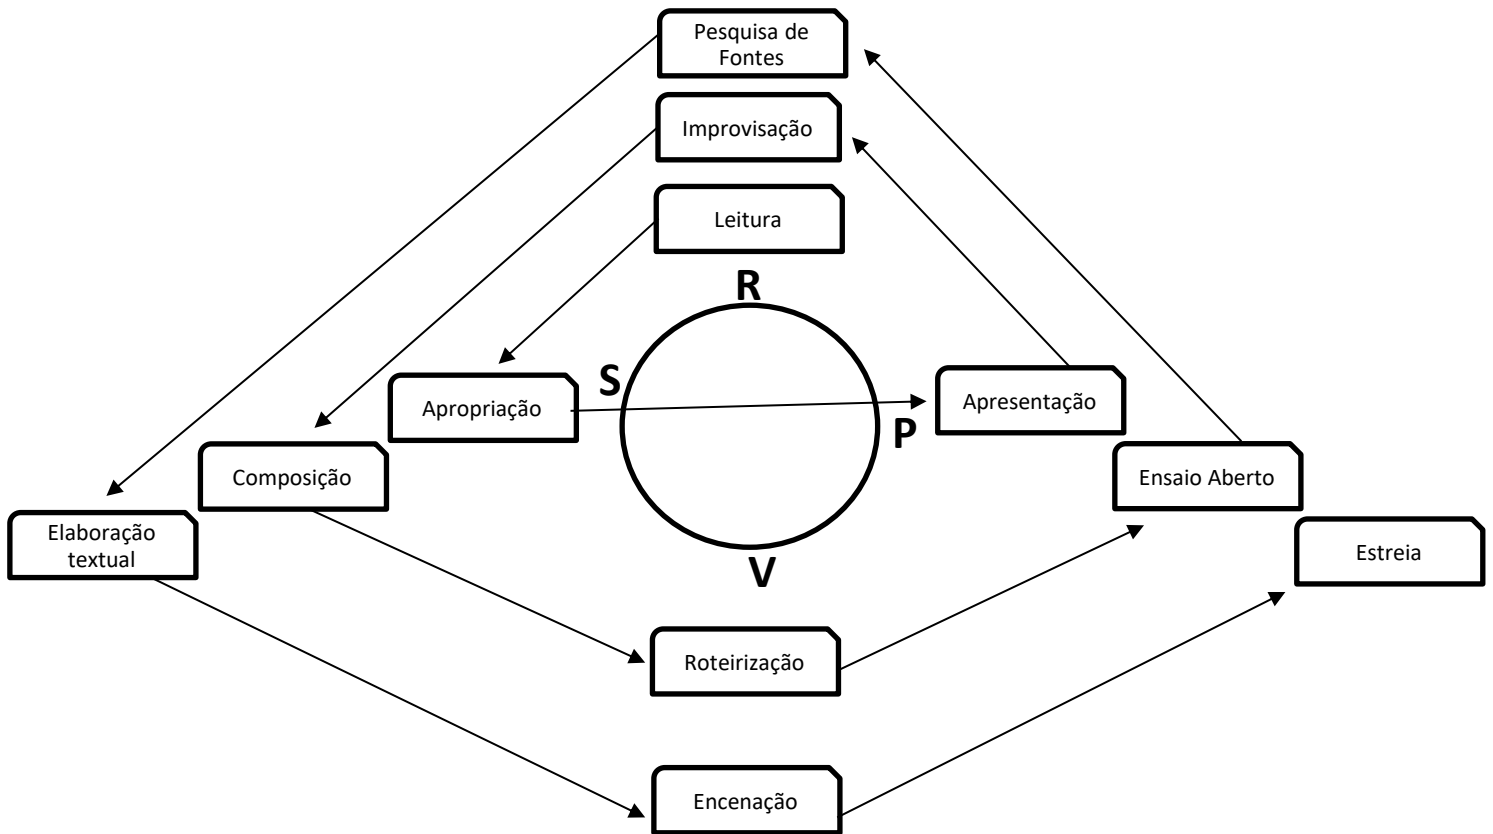 Pesquisa de
Fontes
Improvisação
Leitura
R
S
Apropriação
Apresentação
P
Composição
Ensaio Aberto
Elaboração
textual
Estreia
V
Roteirização
Encenação